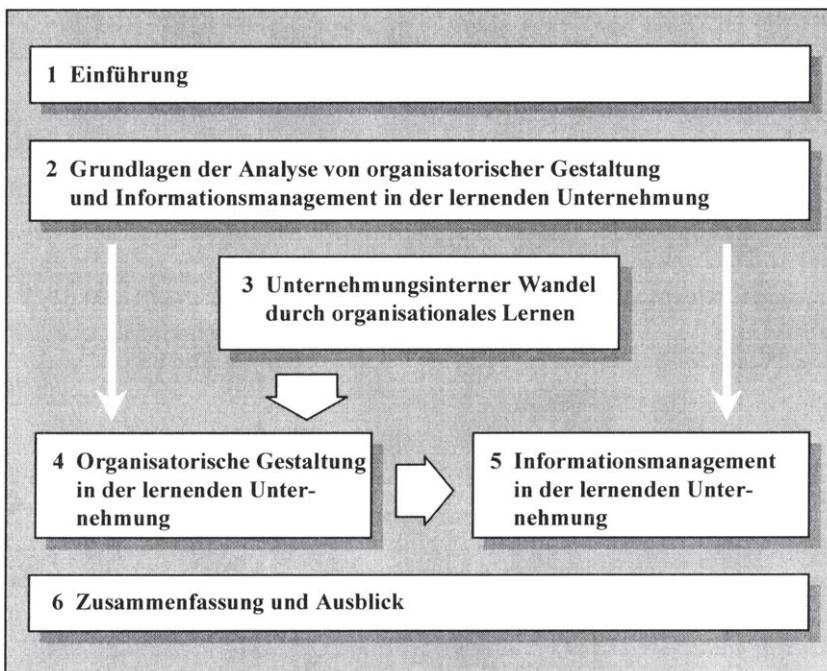 1 Einführung
2 Grundlagen der Analyse von organisatorischer Gestaltung
und Informationsmanagement in der lernenden Unternehmung
3 Unternehmungsinterner Wandel
durch organisationales Lernen
4 Organisatorische Gestaltung
in der lernenden Unter-
nehmung
5 Informationsmanagement
in der lernenden Unter-
nehmung
6 Zusammenfassung und Ausblick